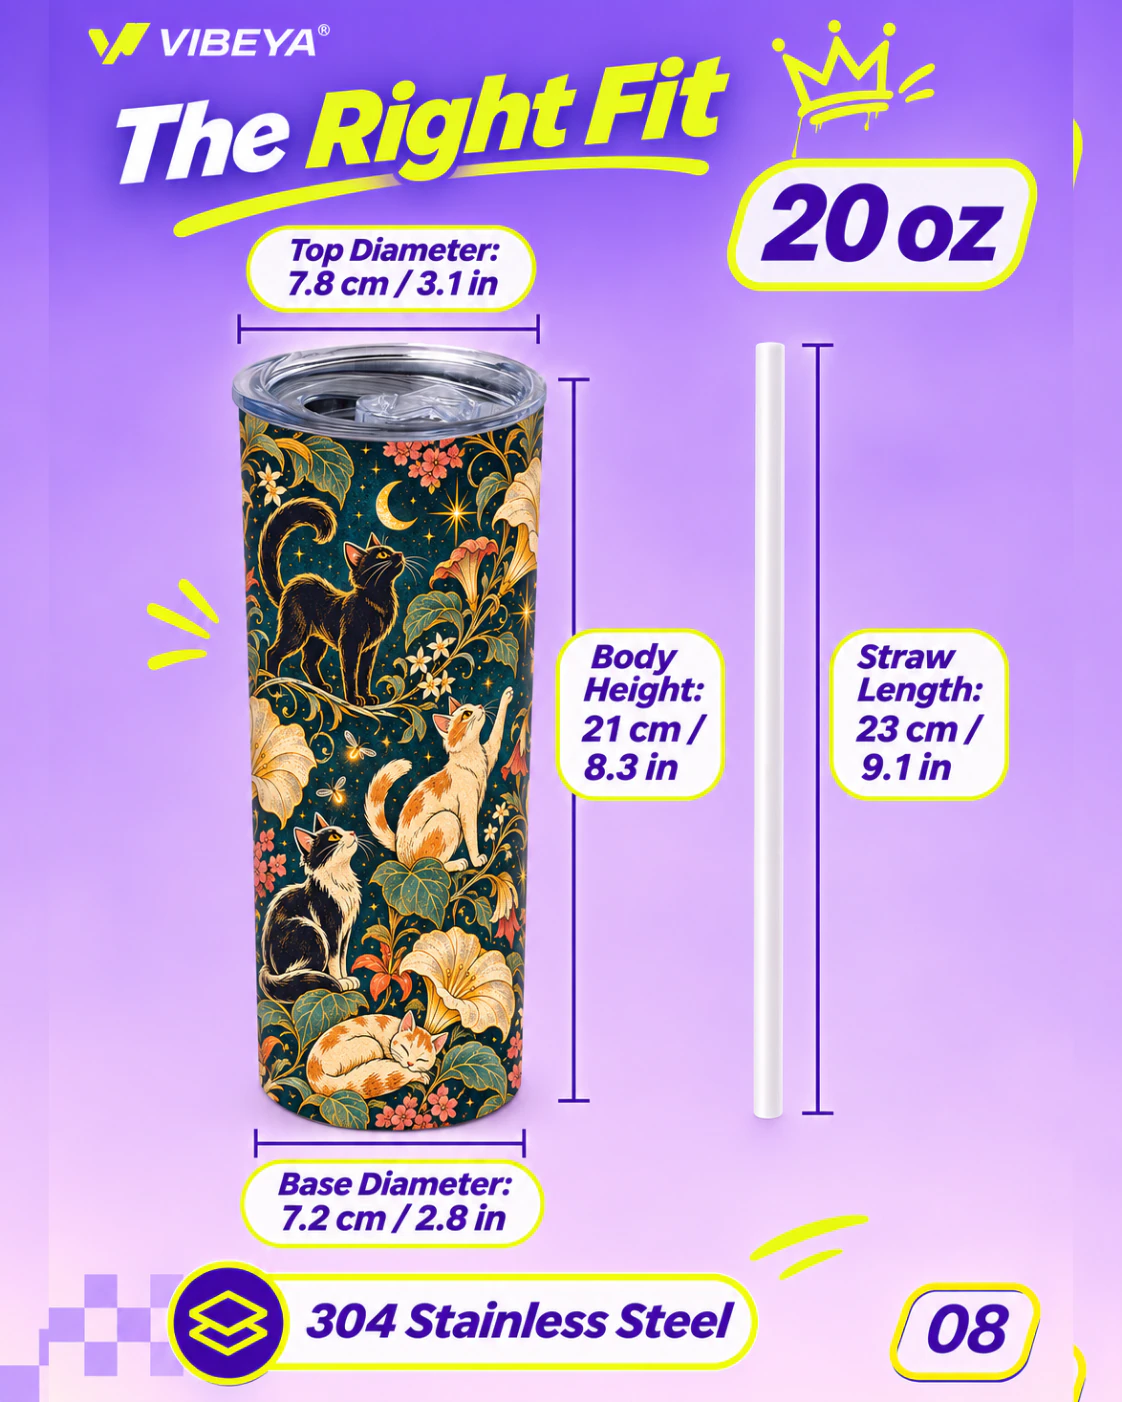 VIBEYA®
The Right Fit
20 oz
Top Diameter:
7.8 cm / 3.1 in
Body
Height:
21 cm /
8.3 in
Straw
Length:
23 cm /
9.1 in
Base Diameter:
7.2 cm / 2.8 in
304 Stainless Steel
08